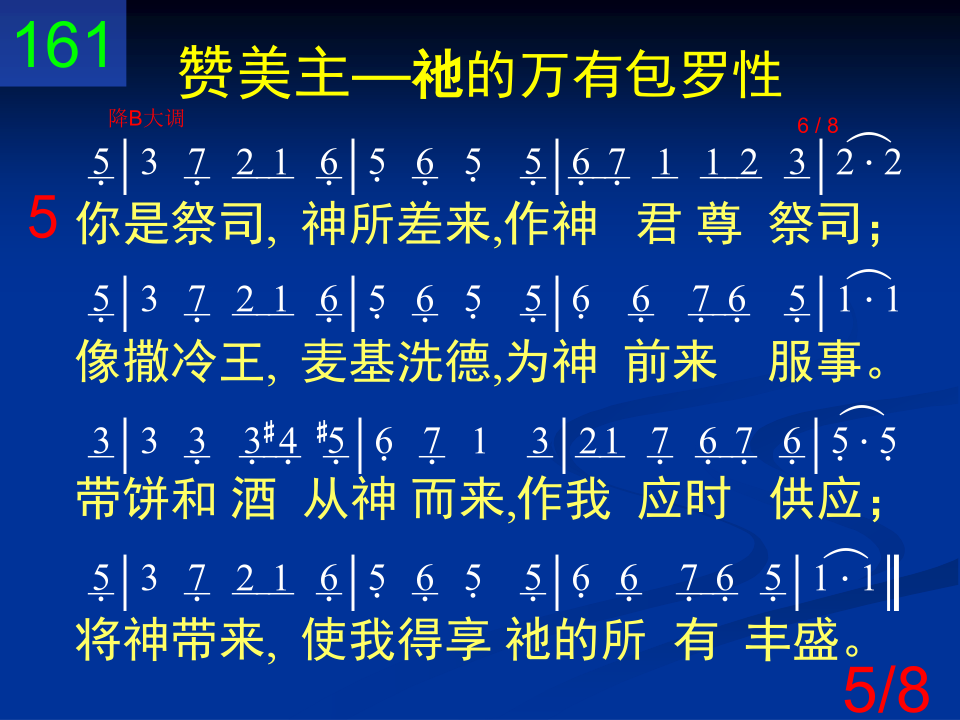 161
赞美主—祂的万有包罗性
降B大调
6 / 8
5̲̣ | 3 7̲̣ 2̲ 1̲ 6̲̣ | 5̣ 6̲̣ 5̣ 5̲̣ | 6̲̣ 7̲̣ 1̲ 1̲ 2̲ 3̲ | 2 · 2
5 你是祭司, 神所差来,作神 君 尊 祭司；
5̲̣ | 3 7̲̣ 2̲ 1̲ 6̲̣ | 5̣ 6̲̣ 5̣ 5̲̣ | 6̣ 6̲̣ 7̲̣ 6̲̣ 5̲̣ | 1 · 1
像撒冷王, 麦基洗德,为神 前来 服事。
3̲ | 3 3̲̣ 3̲̣ #4̲̣ #5̲̣ | 6̣ 7̲̣ 1 3̲ | 2̲ 1̲ 7̲̣ 6̲̣ 7̲̣ 6̲̣ | 5̣ · 5̣
带饼和 酒 从神 而来,作我 应时 供应；
5̲̣ | 3 7̲̣ 2̲ 1̲ 6̲̣ | 5̣ 6̲̣ 5̣ 5̲̣ | 6̣ 6̲̣ 7̲̣ 6̲̣ 5̲̣ | 1 · 1 ‖
将神带来, 使我得享 祂的所 有 丰盛。
5/8